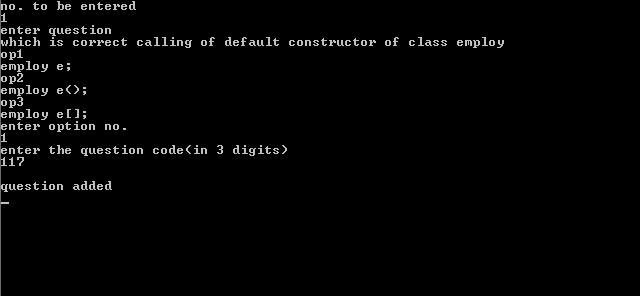 no. to be entered
1
enter question
which is correct calling of default constructor of class employ
op1
employ e;
op2
employ e();
op3
employ e[];
enter option no.
1
enter the question code(in 3 digits)
117
question added
_